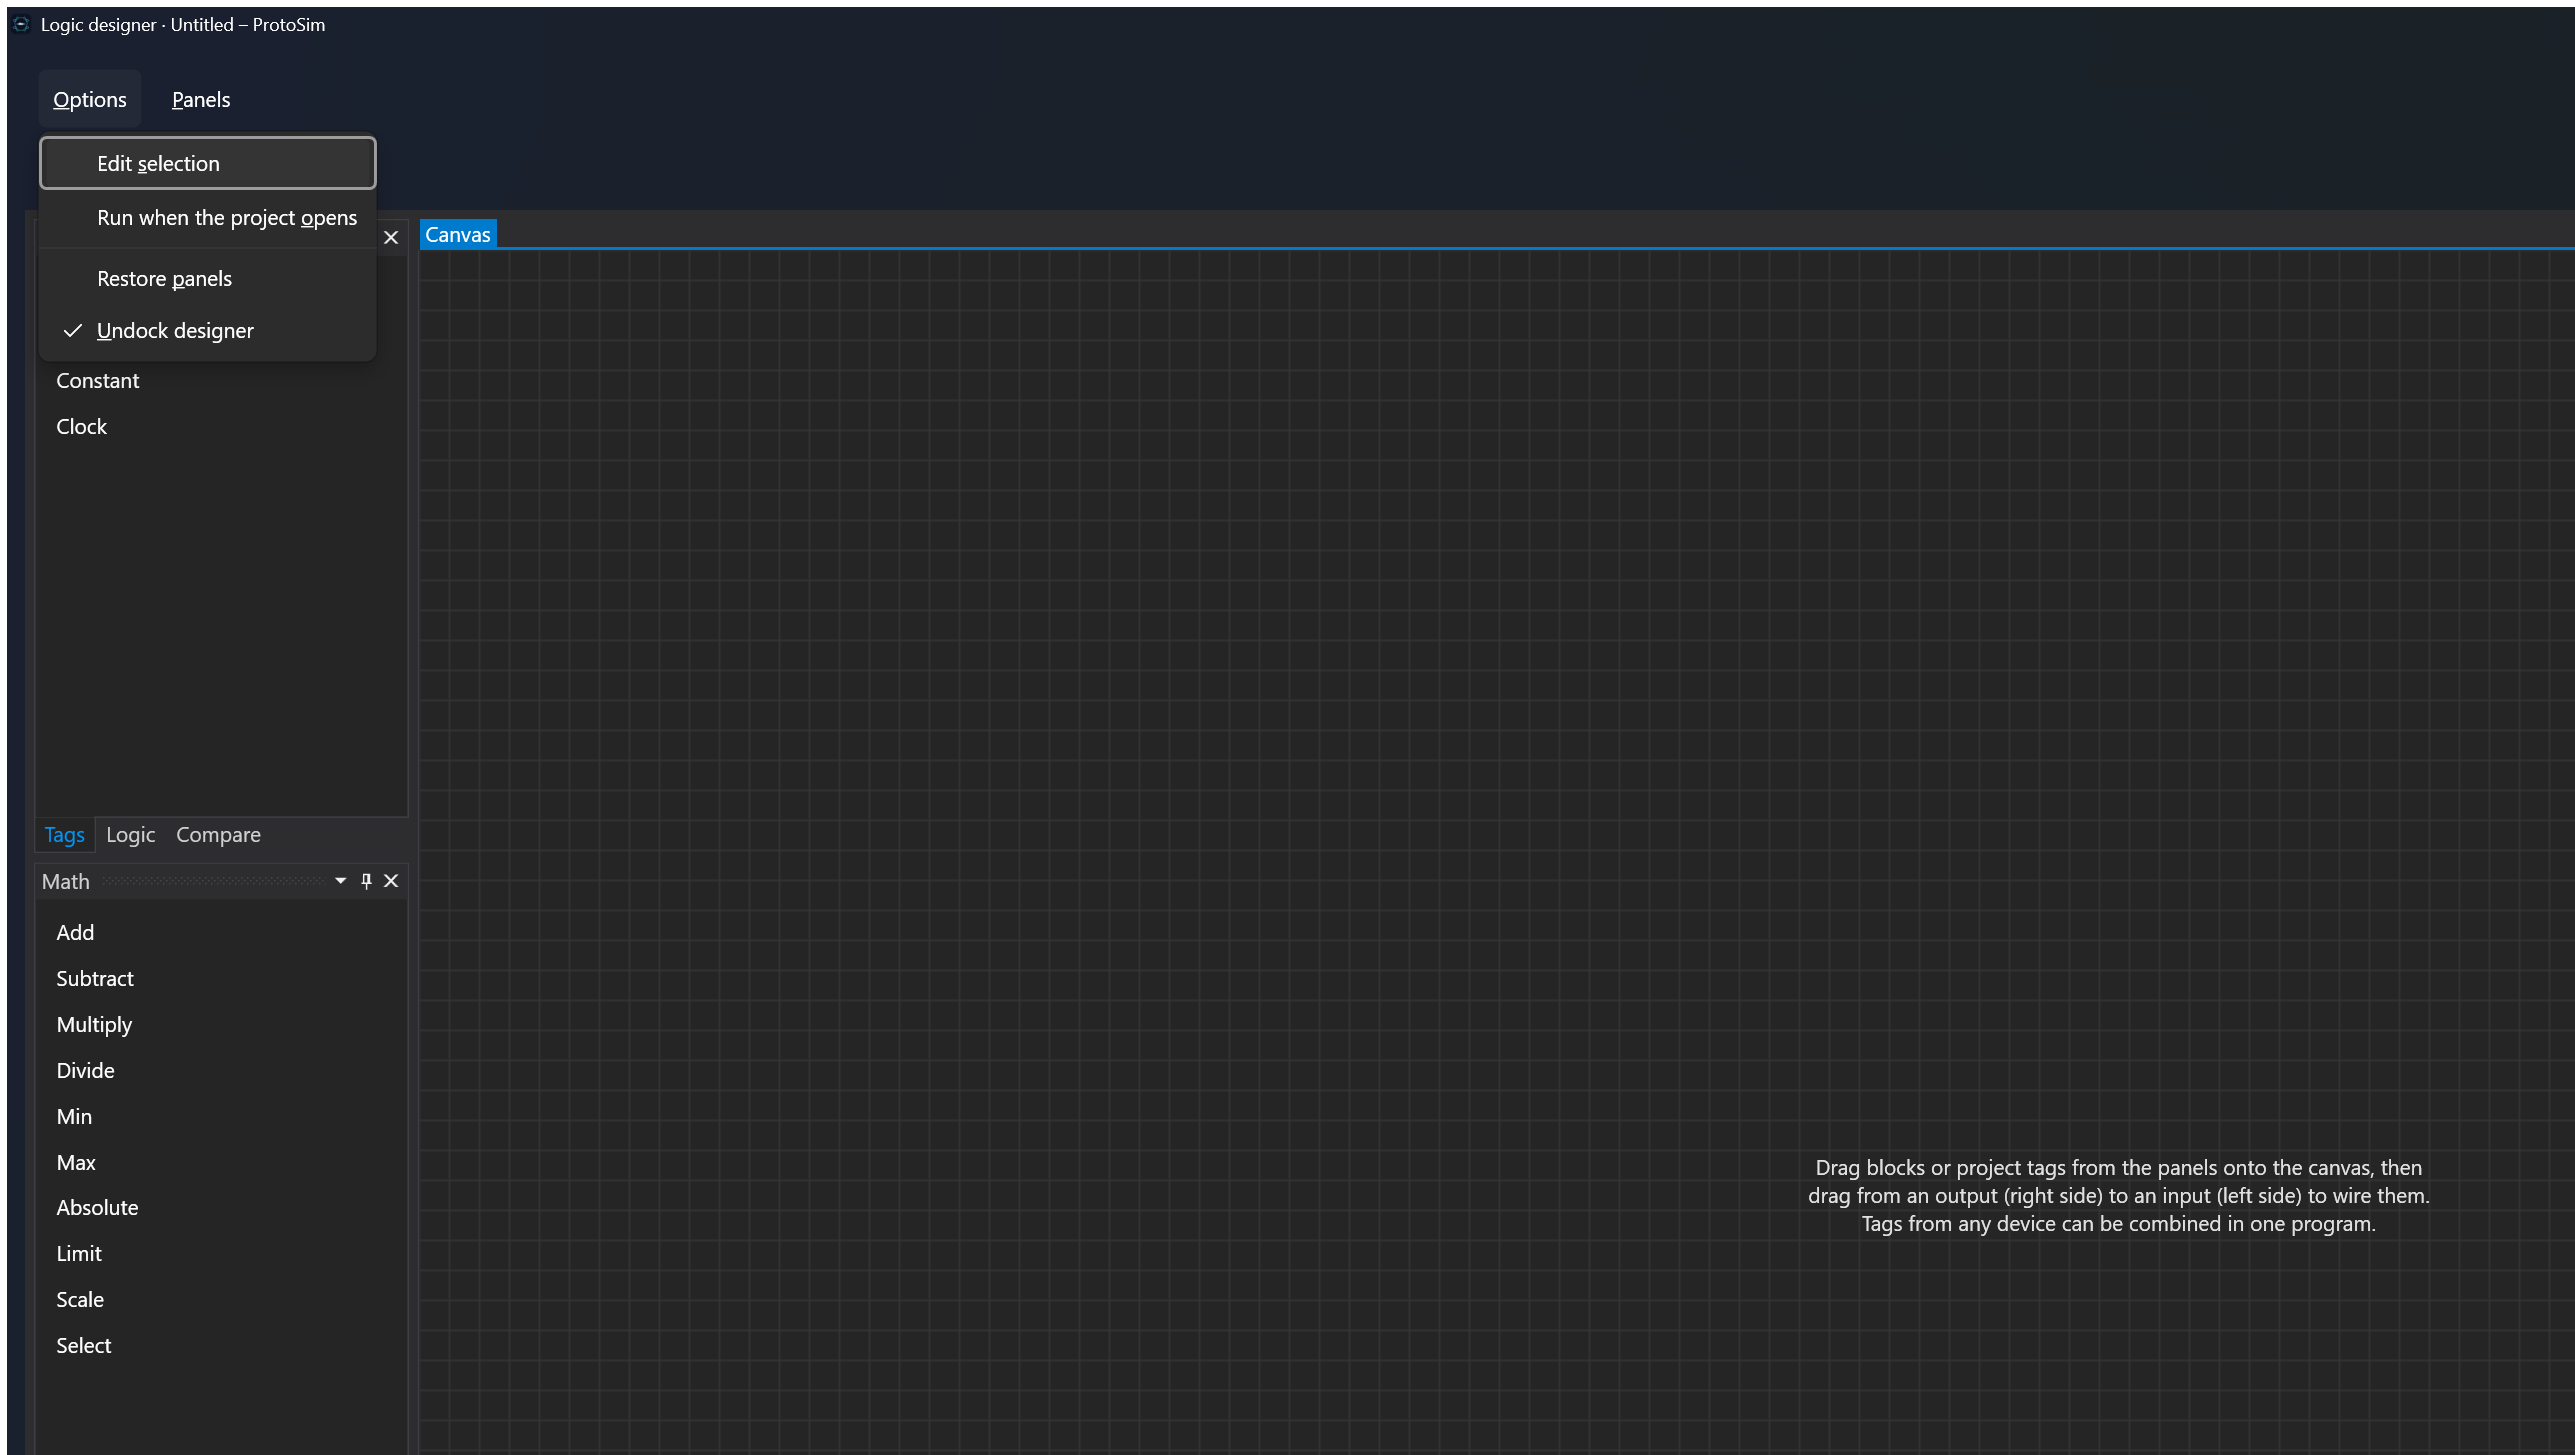 Logic designer · Untitled – ProtoSim
Options Panels
Edit selection
Run when the project opens
Restore panels
Undock designer
Canvas
Constant
Clock
Tags Logic Compare
Math
Add
Subtract
Multiply
Divide
Min
Max
Absolute
Limit
Scale
Select
Drag blocks or project tags from the panels onto the canvas, then
drag from an output (right side) to an input (left side) to wire them.
Tags from any device can be combined in one program.